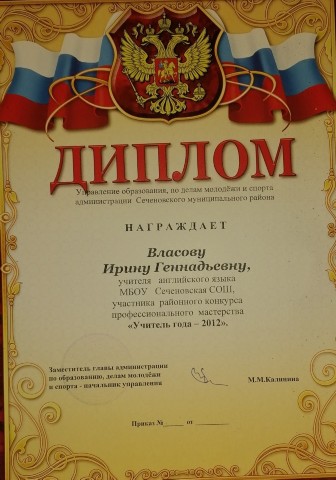 ДИПЛОМ
Управление образования, по делам молодёжи и спорта
администрации Сеченовского муниципального района
НАГРАЖДАЕТ
Власову
Ирину Геннадьевну,
учителя английского языка
МБОУ Сеченовская СОШ,
участника районного конкурса
профессионального мастерства
«Учитель года – 2012».
Заместитель главы администрации
по образованию, делам молодёжи
и спорта - начальник управления
М.М.Калинина
Приказ №_____ от _____